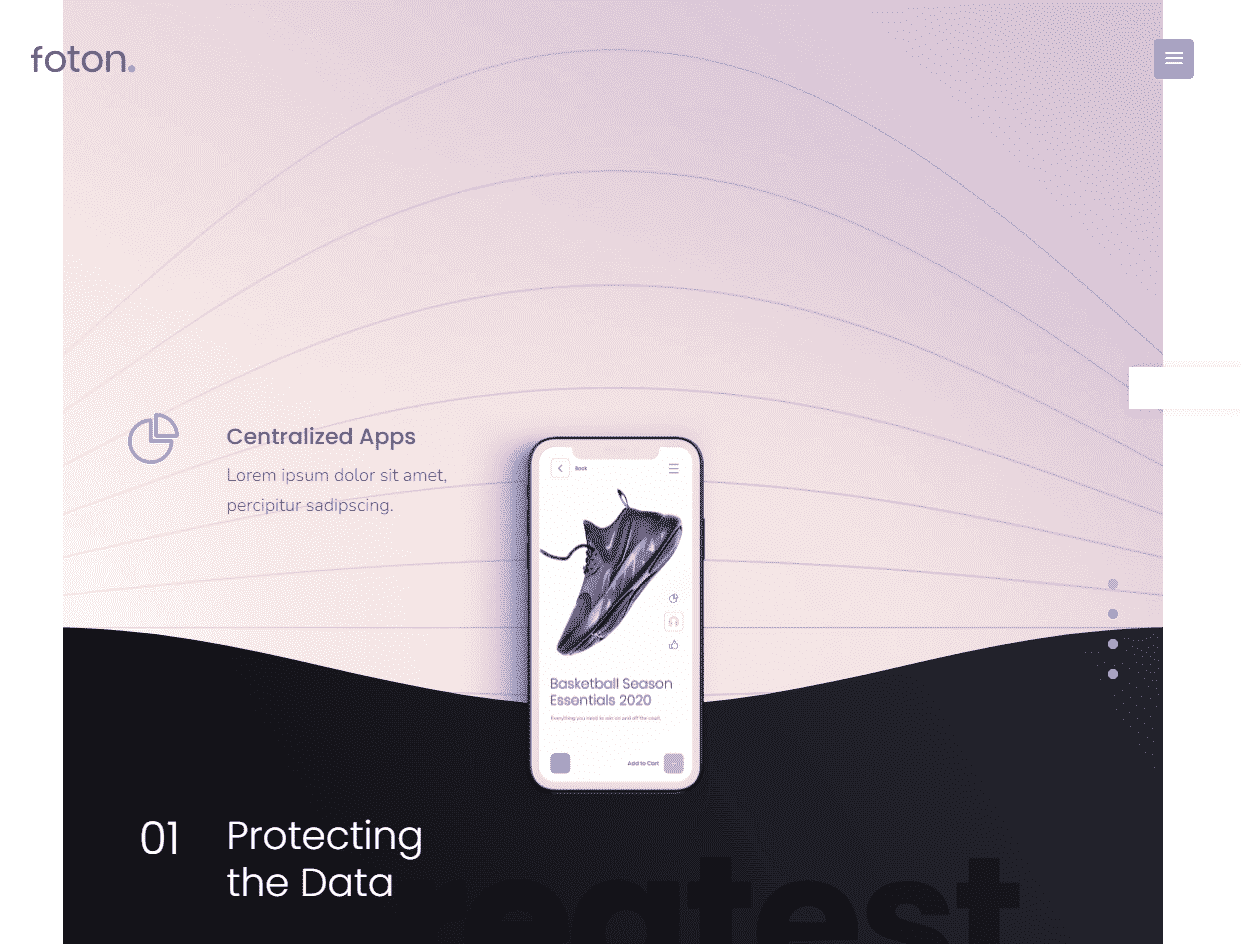 foton.
Centralized Apps
Lorem ipsum dolor sit amet,
percipitur sadipscing.
Back
Basketball Season
Essentials 2020
Everything you need to win on and off the court.
Add to Cart
01
Protecting
the Data
reatest